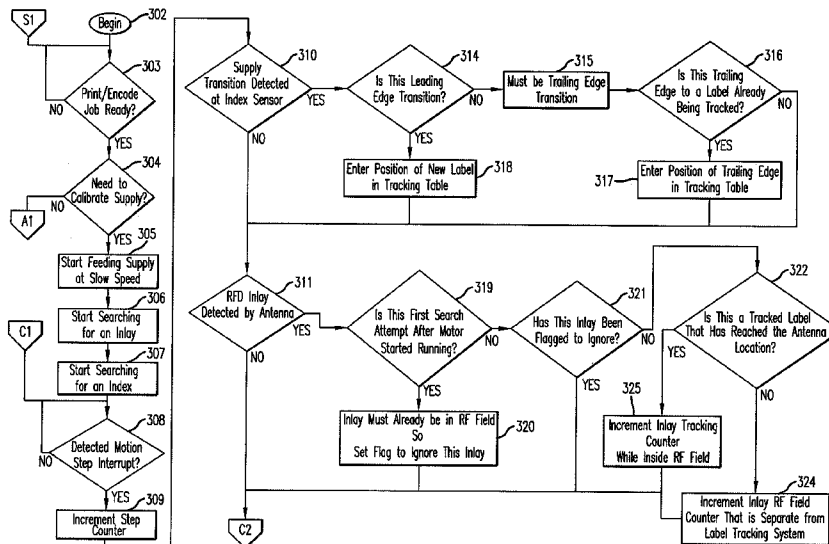 S1
Begin
302
303
Print/Encode
Job Ready?
NO
YES
304
Need to
Calibrate Supply?
NO
A1
YES
305
Start Feeding Supply
at Slow Speed
306
Start Searching
for an Inlay
C1
307
Start Searching
for an Index
308
Detected Motion
Step Interrupt?
NO
YES
309
Increment Step
Counter
310
Supply
Transition Detected
at Index Sensor
YES
NO
314
Is This Leading
Edge Transition?
NO
YES
315
Must be Trailing Edge
Transition
316
Is This Trailing
Edge to a Label Already
Being Tracked?
NO
YES
Enter Position of New Label
in Tracking Table
318
317
Enter Position of Trailing Edge
in Tracking Table
311
RFD Inlay
Detected by Antenna
YES
NO
319
Is This First Search
Attempt After Motor
Started Running?
NO
YES
321
Has This Inlay Been
Flagged to Ignore?
NO
YES
322
Is This a Tracked Label
That Has Reached the Antenna
Location?
YES
NO
Inlay Must Already be in RF Field
So
Set Flag to Ignore This Inlay
320
325
Increment Inlay Tracking
Counter
While Inside RF Field
324
Increment Inlay RF Field
Counter That is Separate from
Label Tracking System
C2